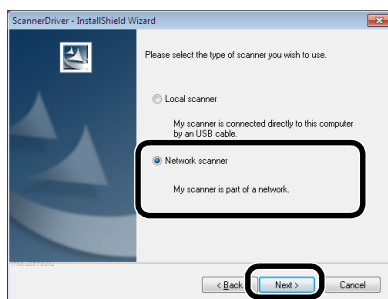 ScannerDriver - InstallShield Wizard
Please select the type of scanner you wish to use.
Local scanner
My scanner is connected directly to this computer
by an USB cable.
Network scanner
My scanner is part of a network.
InstallShield
< Back
Next >
Cancel